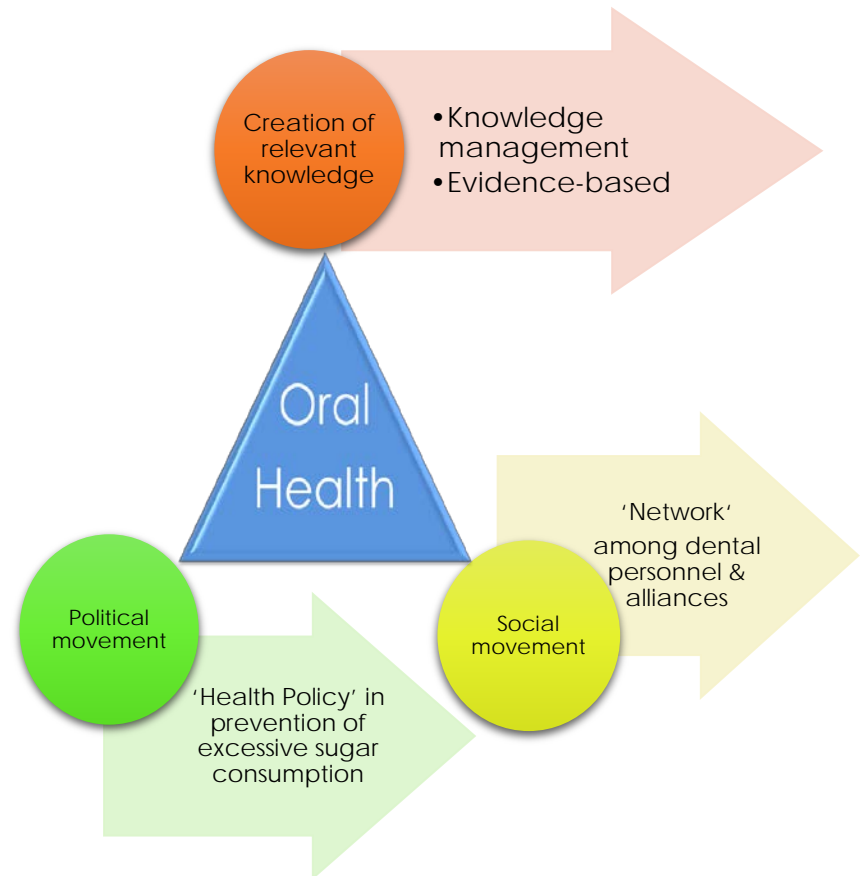 Creation of
relevant
knowledge
•Knowledge
management
•Evidence-based
Oral
Health
'Network'
among dental
personnel &
alliances
Political
movement
Social
movement
'Health Policy' in
prevention of
excessive sugar
consumption